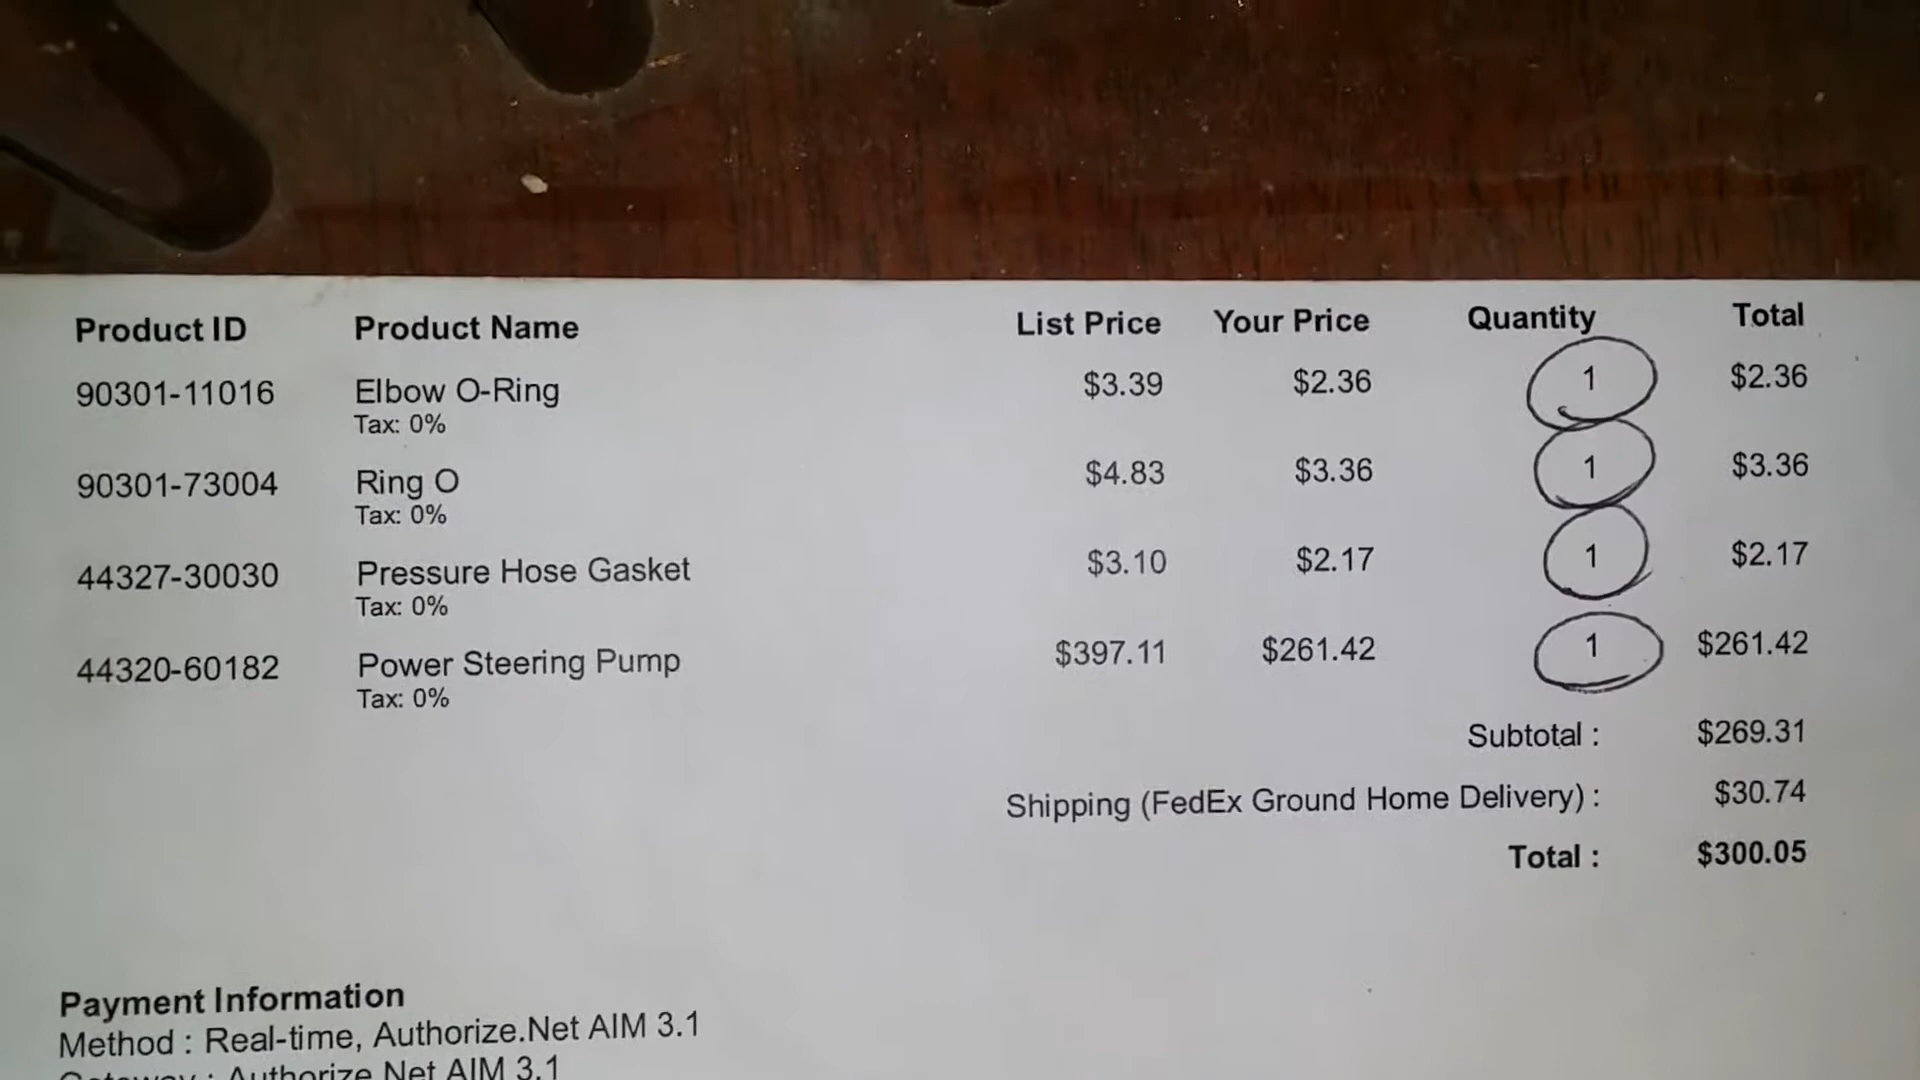 Product ID Product Name List Price Your Price Quantity Total
90301-11016 Elbow O-Ring $3.39 $2.36 1 $2.36
Tax: 0%
90301-73004 Ring O $4.83 $3.36 1 $3.36
Tax: 0%
44327-30030 Pressure Hose Gasket $3.10 $2.17 1 $2.17
Tax: 0%
44320-60182 Power Steering Pump $397.11 $261.42 1 $261.42
Tax: 0%
Subtotal : $269.31
Shipping (FedEx Ground Home Delivery) : $30.74
Total : $300.05
Payment Information
Method : Real-time, Authorize.Net AIM 3.1
Gateway : Authorize.Net AIM 3.1